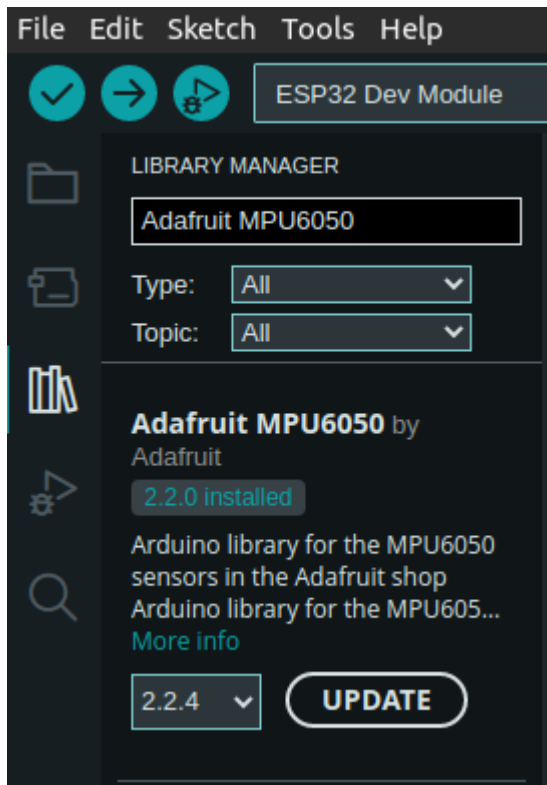 File Edit Sketch Tools Help
ESP32 Dev Module
LIBRARY MANAGER
Adafruit MPU6050
Type: All
Topic: All
Adafruit MPU6050 by
Adafruit
2.2.0 installed
Arduino library for the MPU6050
sensors in the Adafruit shop
Arduino library for the MPU605...
More info
2.2.4 UPDATE